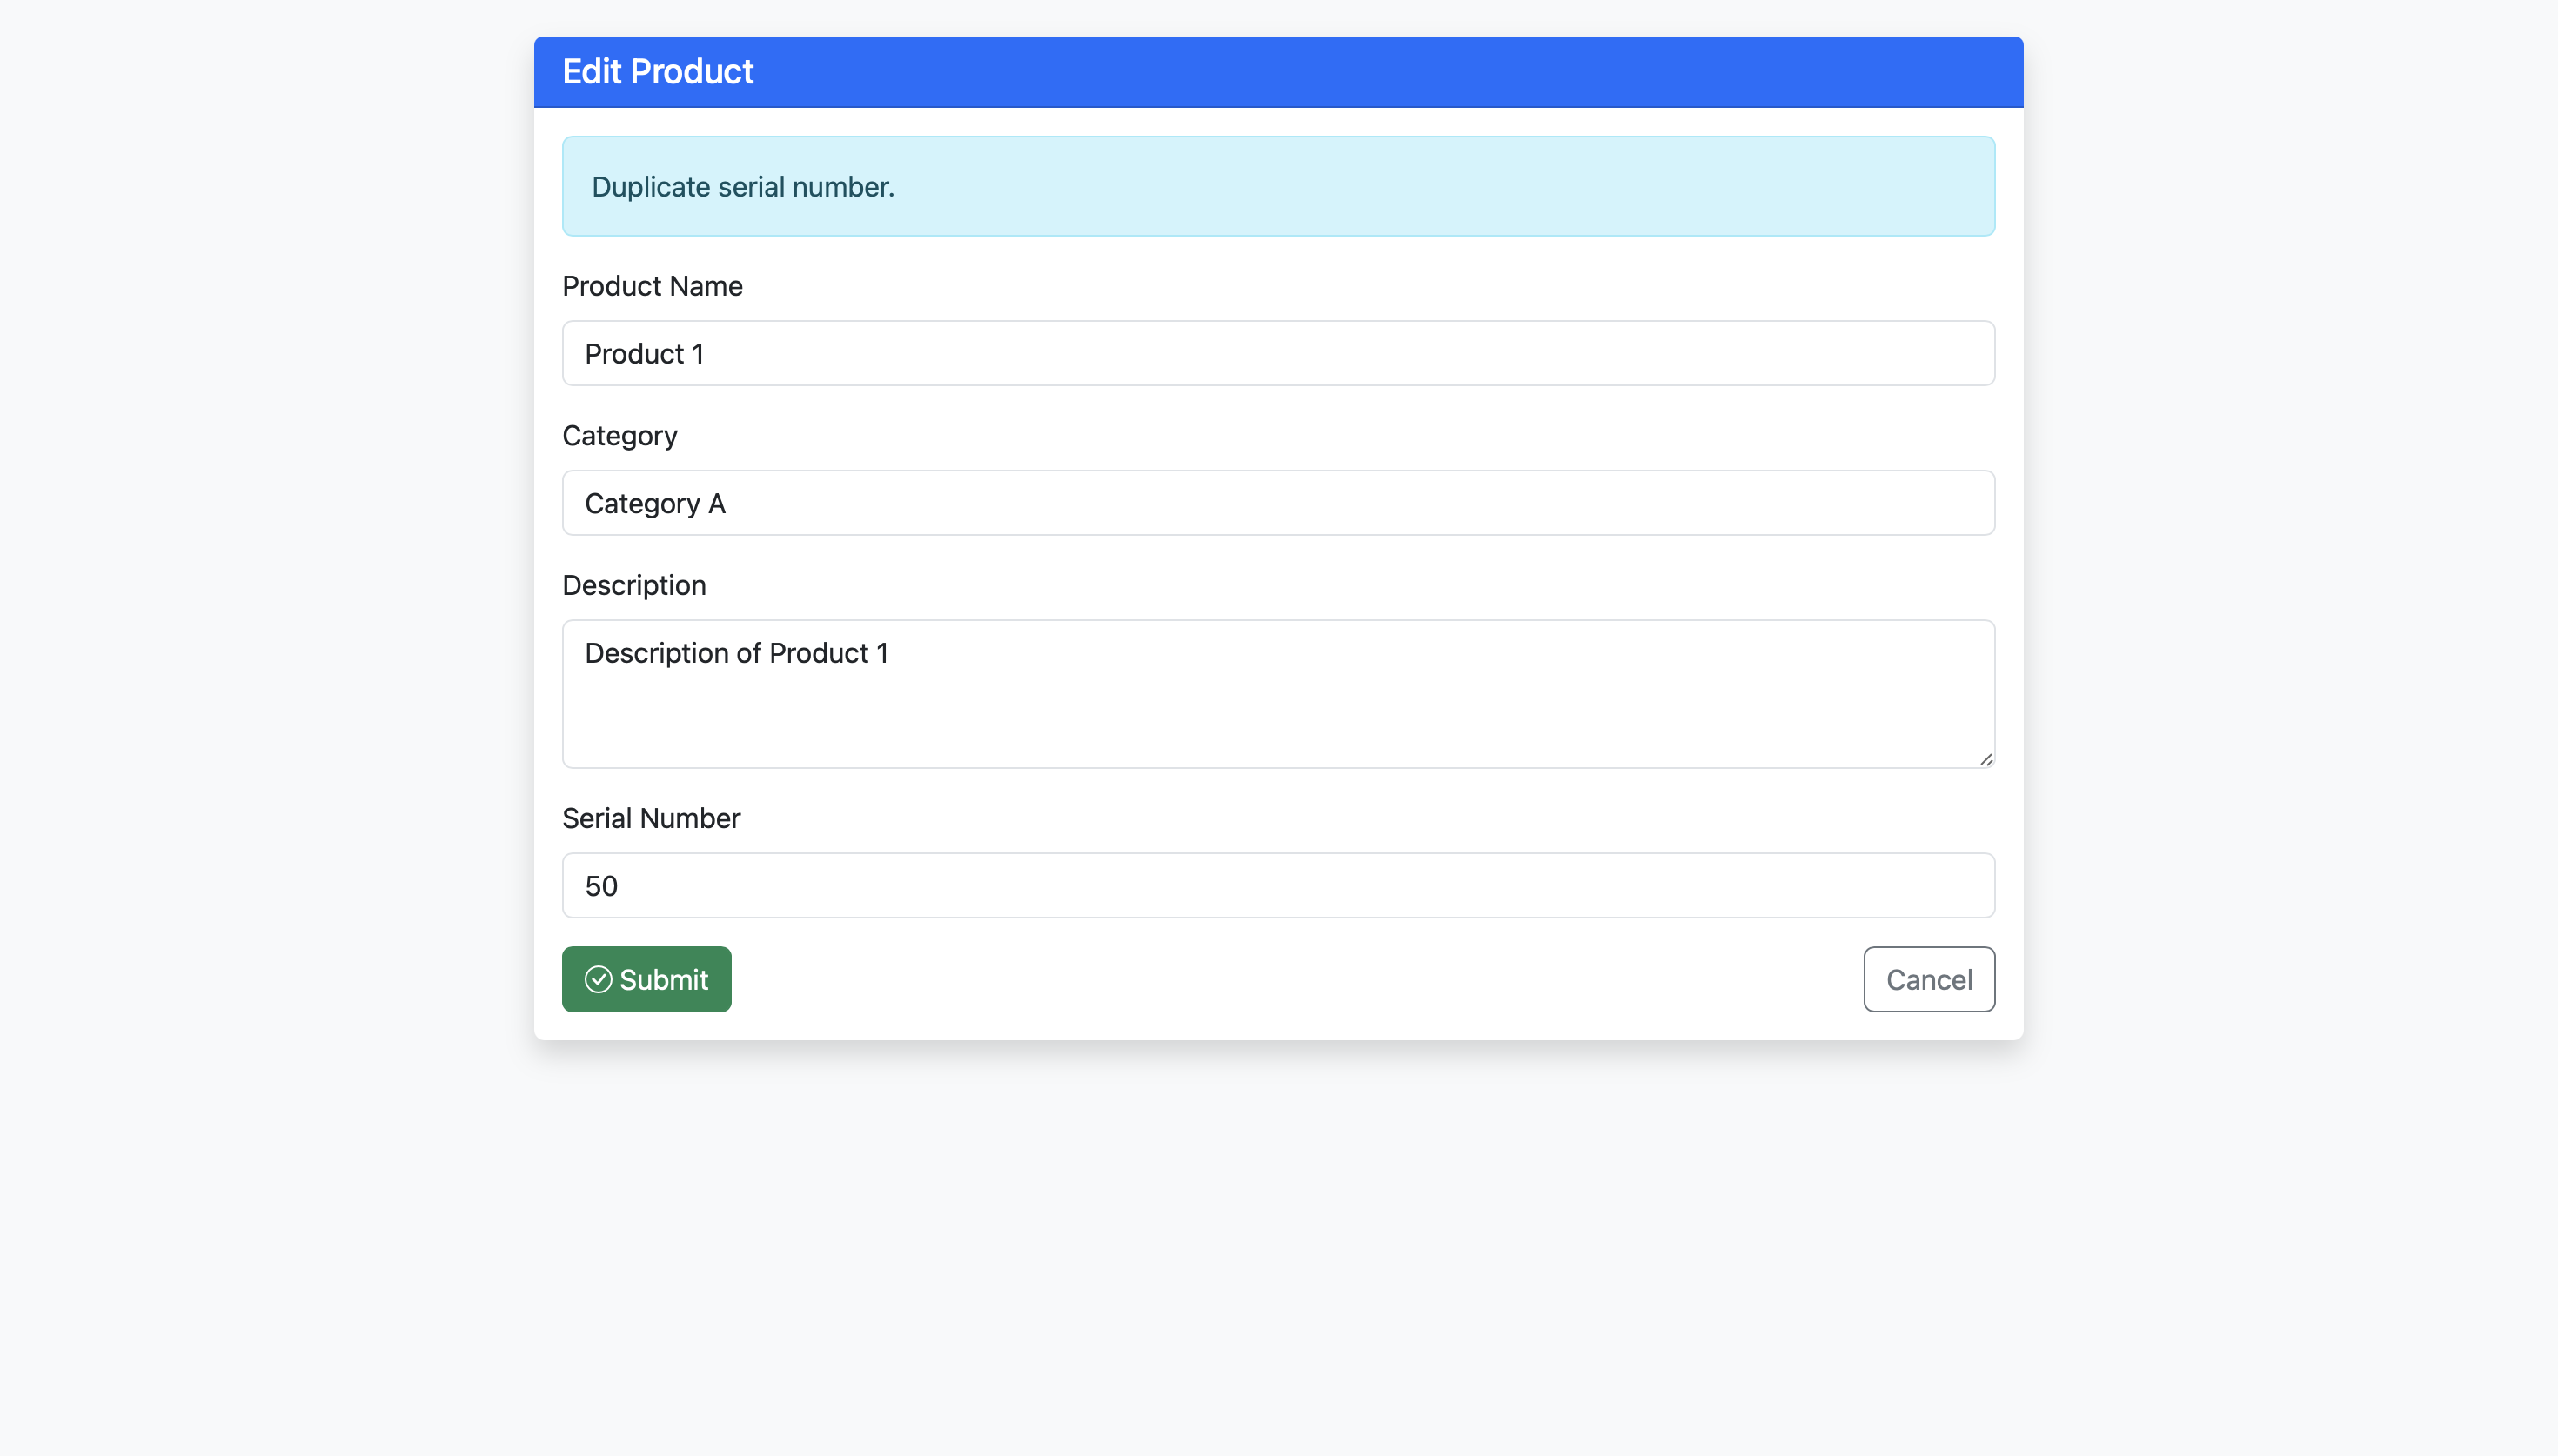 Edit Product
Duplicate serial number.
Product Name
Product 1
Category
Category A
Description
Description of Product 1
Serial Number
50
Submit
Cancel